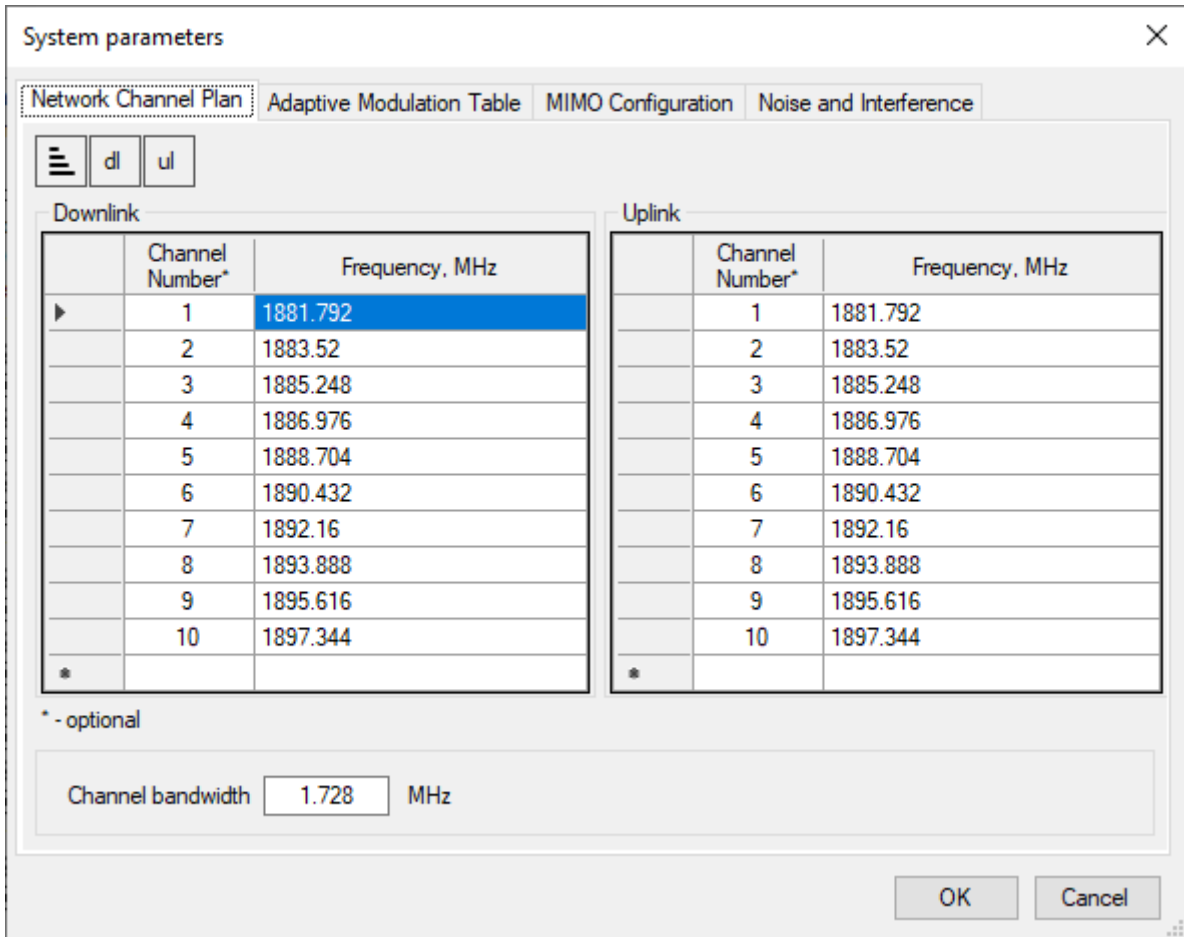 System parameters
Network Channel Plan Adaptive Modulation Table MIMO Configuration Noise and Interference
dl ul
Downlink
Channel Number* Frequency, MHz
1 1881.792
2 1883.52
3 1885.248
4 1886.976
5 1888.704
6 1890.432
7 1892.16
8 1893.888
9 1895.616
10 1897.344
*
Uplink
Channel Number* Frequency, MHz
1 1881.792
2 1883.52
3 1885.248
4 1886.976
5 1888.704
6 1890.432
7 1892.16
8 1893.888
9 1895.616
10 1897.344
*
* - optional
Channel bandwidth 1.728 MHz
OK Cancel